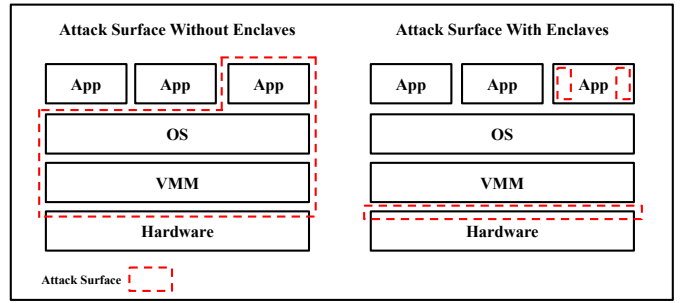 Attack Surface Without Enclaves
App App App
OS
VMM
Hardware
Attack Surface With Enclaves
App App App
OS
VMM
Hardware
Attack Surface